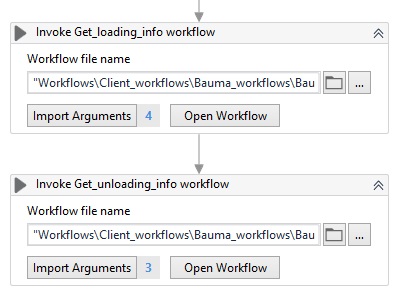 Invoke Get_loading_info workflow
Workflow file name
"Workflows\Client_workflows\Bauma_workflows\Bau
...
Import Arguments 4 Open Workflow
Invoke Get_unloading_info workflow
Workflow file name
"Workflows\Client_workflows\Bauma_workflows\Bau
...
Import Arguments 3 Open Workflow